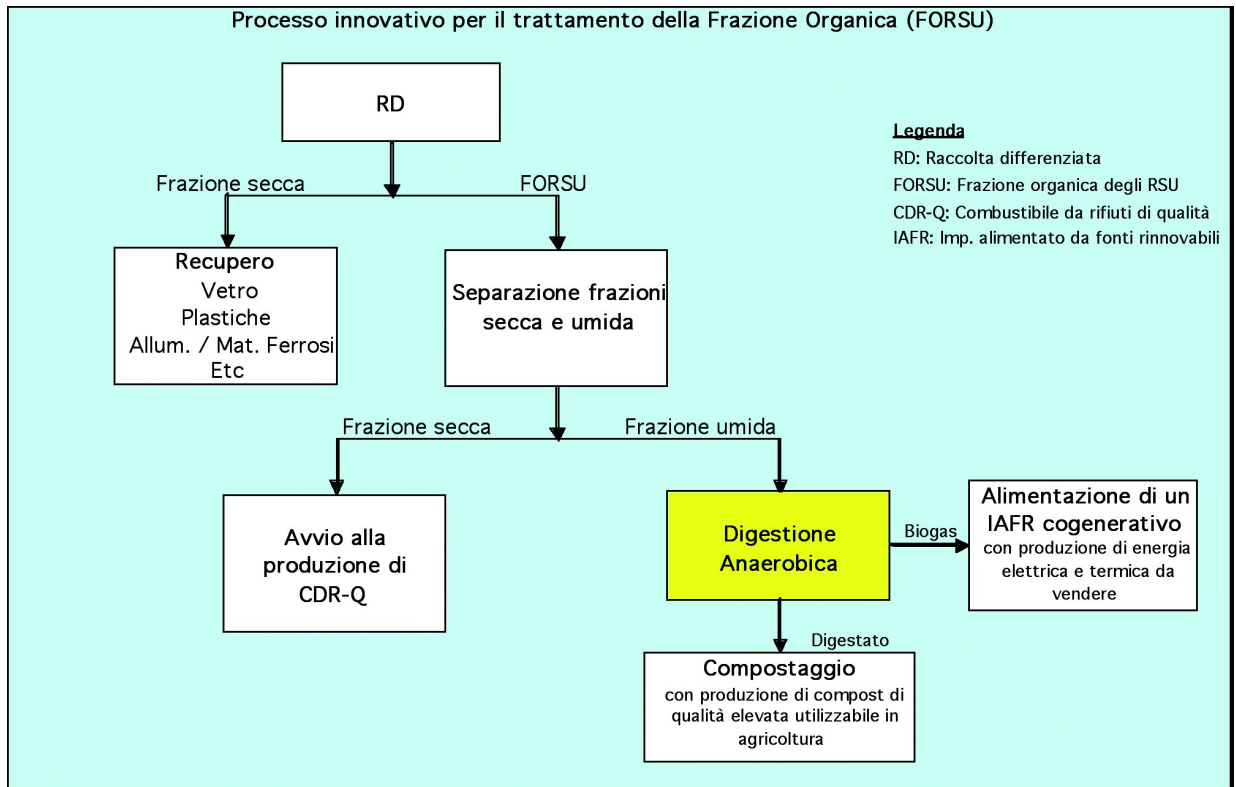 Processo innovativo per il trattamento della Frazione Organica (FORSU)
RD
Legenda
RD: Raccolta differenziata
FORSU: Frazione organica degli RSU
CDR-Q: Combustibile da rifiuti di qualità
IAFR: Imp. alimentato da fonti rinnovabili
Frazione secca
FORSU
Recupero
Vetro
Plastiche
Allum. / Mat. Ferrosi
Etc
Separazione frazioni
secca e umida
Frazione secca
Frazione umida
Avvio alla
produzione di
CDR-Q
Digestione
Anaerobica
Biogas
Alimentazione di un
IAFR cogenerativo
con produzione di energia
elettrica e termica da
vendere
Digestato
Compostaggio
con produzione di compost di
qualità elevata utilizzabile in
agricoltura